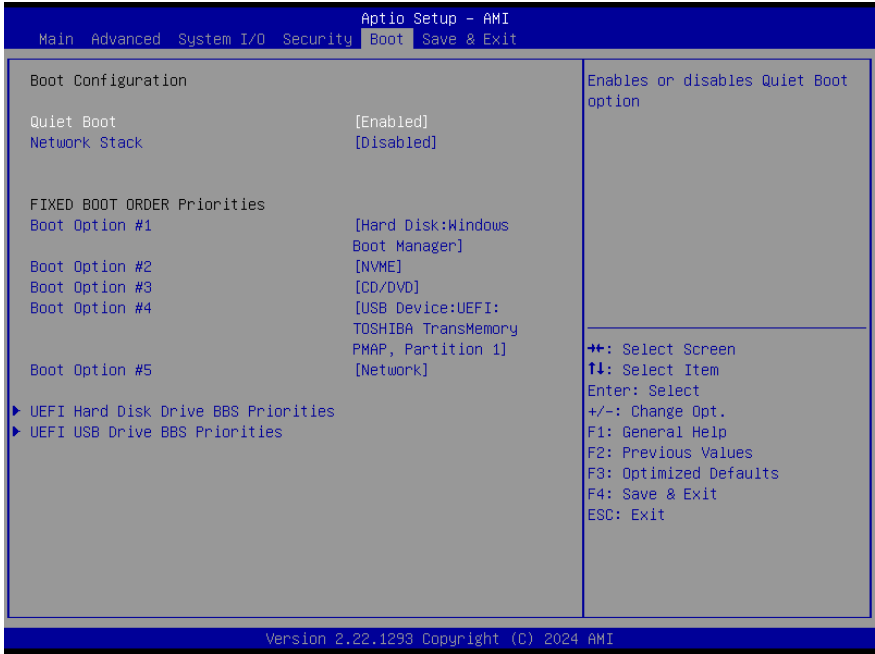 Aptio Setup – AMI
Main Advanced System I/O Security Boot Save & Exit
Boot Configuration
Quiet Boot [Enabled]
Network Stack [Disabled]
FIXED BOOT ORDER Priorities
Boot Option #1 [Hard Disk:Windows
Boot Manager]
Boot Option #2 [NVME]
Boot Option #3 [CD/DVD]
Boot Option #4 [USB Device:UEFI:
TOSHIBA TransMemory
PMAP, Partition 1]
Boot Option #5 [Network]
UEFI Hard Disk Drive BBS Priorities
UEFI USB Drive BBS Priorities
Enables or disables Quiet Boot
option
→←: Select Screen
↑↓: Select Item
Enter: Select
+/-: Change Opt.
F1: General Help
F2: Previous Values
F3: Optimized Defaults
F4: Save & Exit
ESC: Exit
Version 2.22.1293 Copyright (C) 2024 AMI